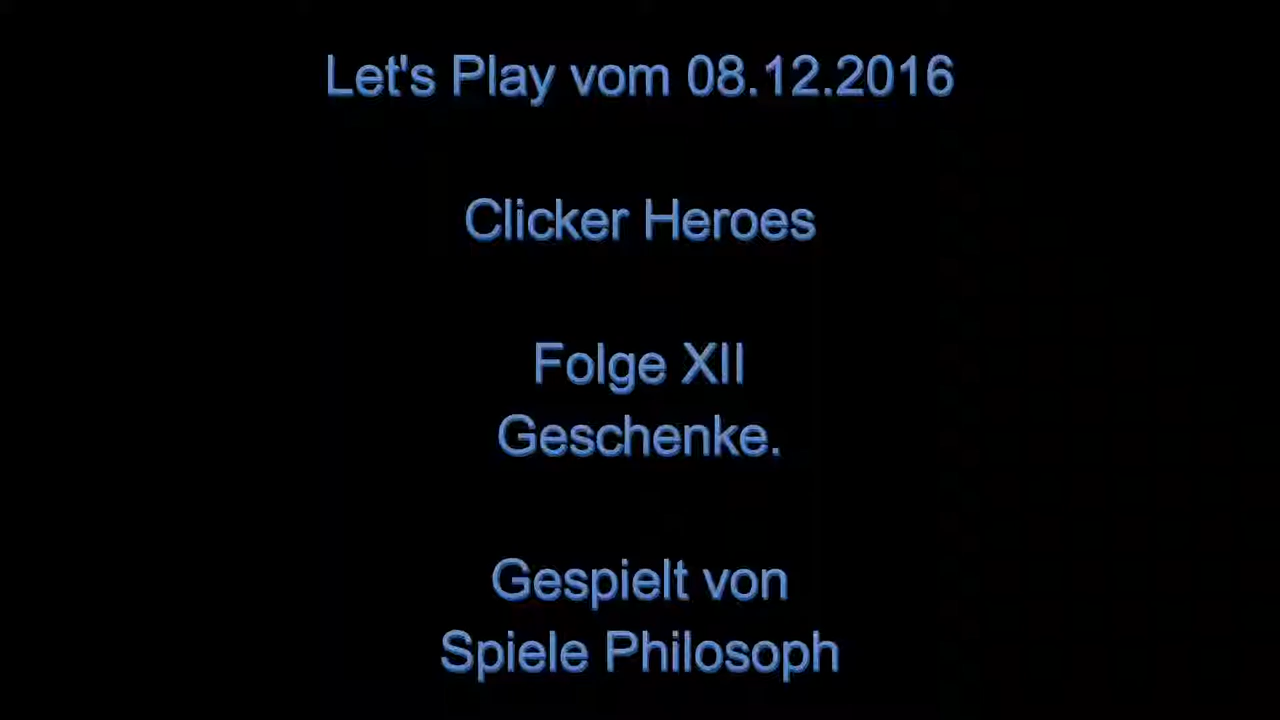 Let's Play vom 08.12.2016
Clicker Heroes
Folge XII
Geschenke.
Gespielt von
Spiele Philosoph